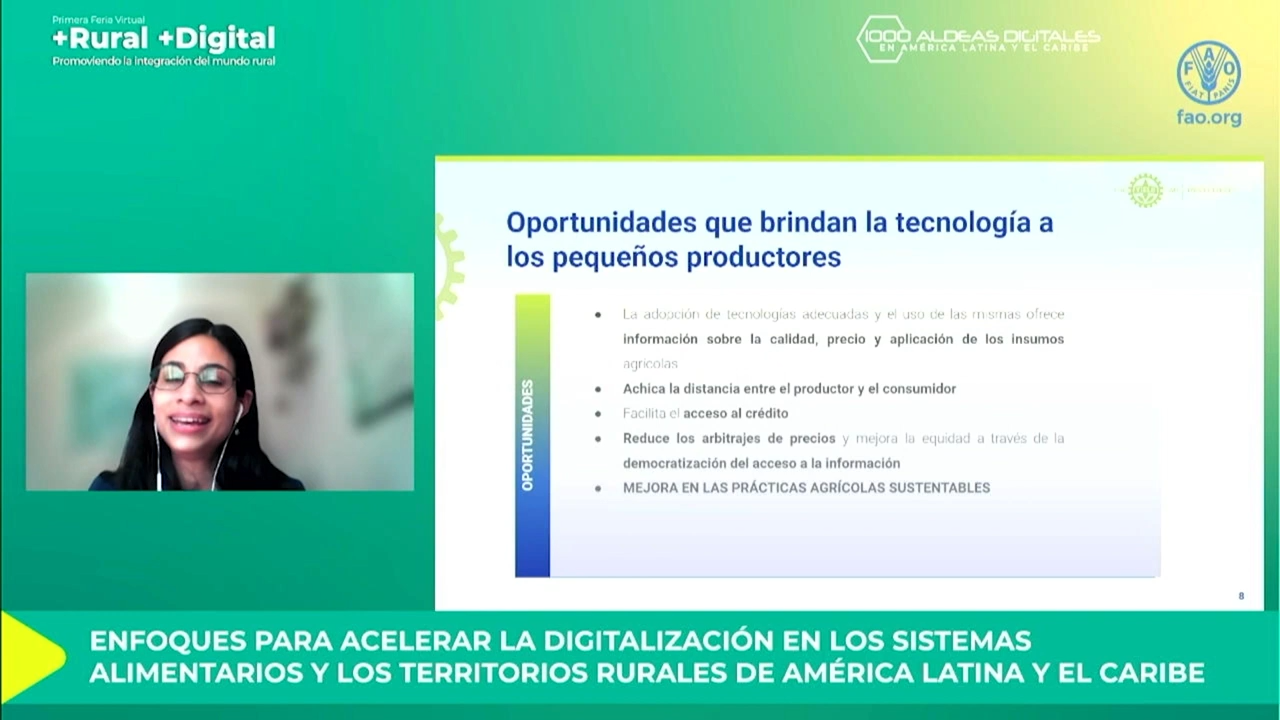 Primera Feria Virtual
+Rural +Digital
Promoviendo la integración del mundo rural
1000 ALDEAS DIGITALES
EN AMÉRICA LATINA Y EL CARIBE
F A O
FIAT PANIS
fao.org
Oportunidades que brindan la tecnología a
los pequeños productores
OPORTUNIDADES
• La adopción de tecnologías adecuadas y el uso de las mismas ofrece
información sobre la calidad, precio y aplicación de los insumos
agrícolas
• Achica la distancia entre el productor y el consumidor
• Facilita el acceso al crédito
• Reduce los arbitrajes de precios y mejora la equidad a través de la
democratización del acceso a la información
• MEJORA EN LAS PRÁCTICAS AGRÍCOLAS SUSTENTABLES
8
ENFOQUES PARA ACELERAR LA DIGITALIZACIÓN EN LOS SISTEMAS
ALIMENTARIOS Y LOS TERRITORIOS RURALES DE AMÉRICA LATINA Y EL CARIBE